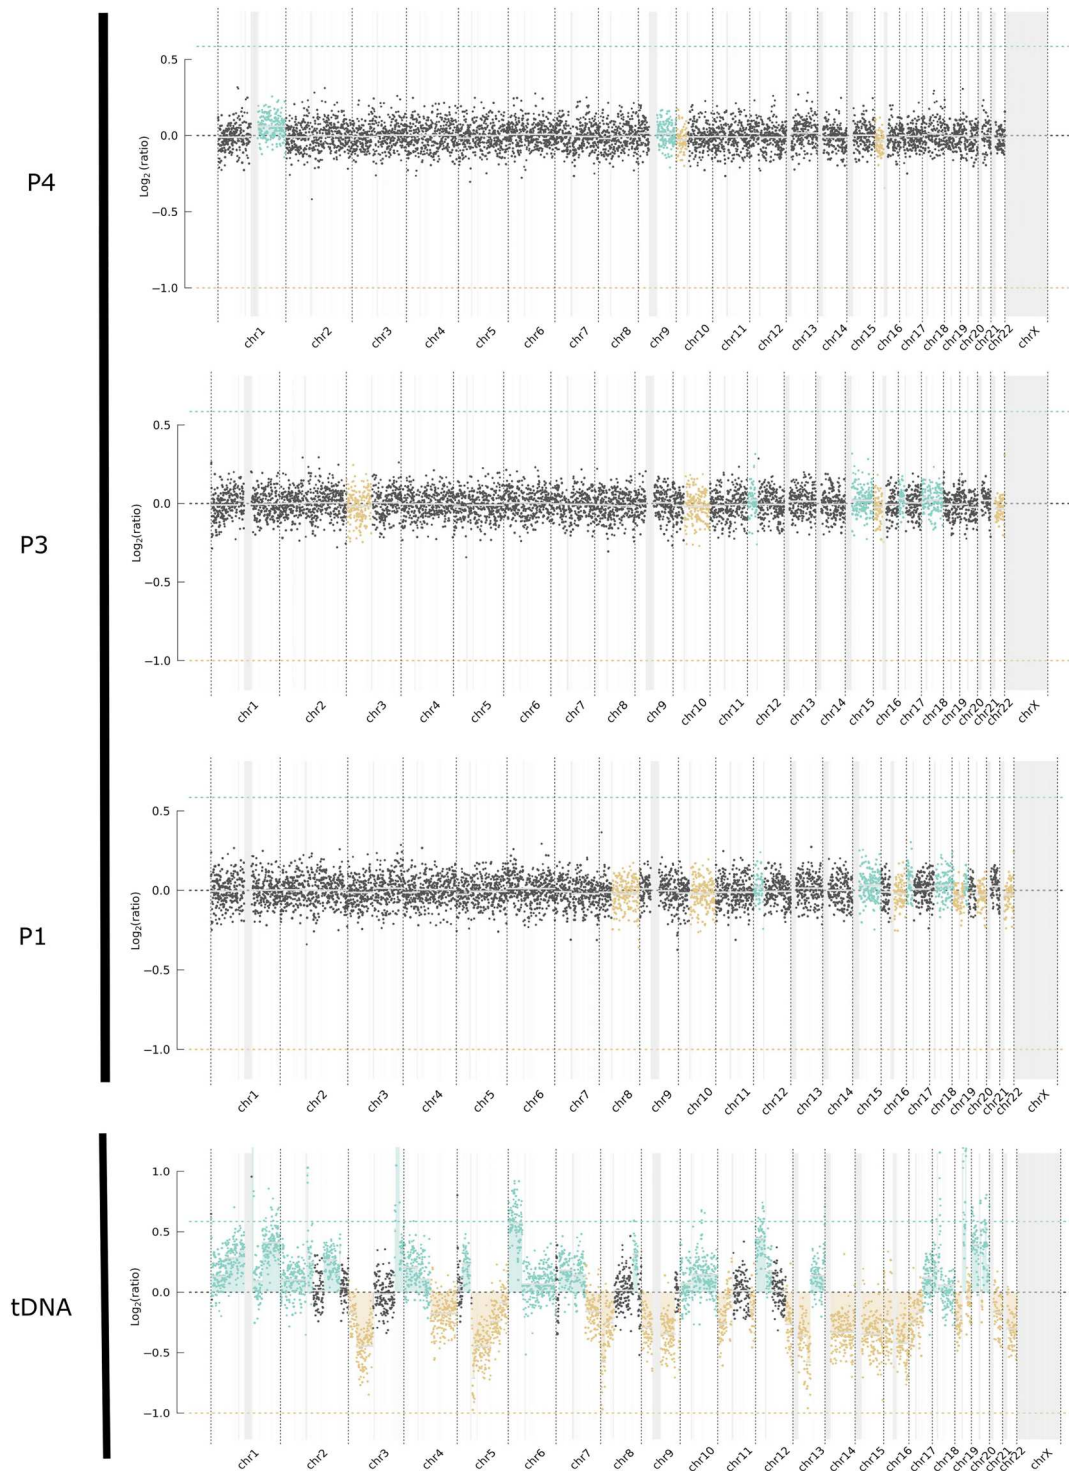 P4
Log₂ (ratio)
0.5
0.0
−0.5
−1.0
chr1 chr2 chr3 chr4 chr5 chr6 chr7 chr8 chr9 chr10 chr11 chr12 chr13 chr14 chr15 chr16 chr17 chr18 chr19 chr20 chr21 chr22 chrX
P3
Log₂(ratio)
0.5
0.0
−0.5
−1.0
chr1 chr2 chr3 chr4 chr5 chr6 chr7 chr8 chr9 chr10 chr11 chr12 chr13 chr14 chr15 chr16 chr17 chr18 chr19 chr20 chr21 chr22 chrX
P1
Log₂(ratio)
0.5
0.0
−0.5
−1.0
chr1 chr2 chr3 chr4 chr5 chr6 chr7 chr8 chr9 chr10 chr11 chr12 chr13 chr14 chr15 chr16 chr17 chr18 chr19 chr20 chr21 chr22 chrX
tDNA
Log₂(ratio)
1.0
0.5
0.0
−0.5
−1.0
chr1 chr2 chr3 chr4 chr5 chr6 chr7 chr8 chr9 chr10 chr11 chr12 chr13 chr14 chr15 chr16 chr17 chr18 chr19 chr20 chr21 chr22 chrX